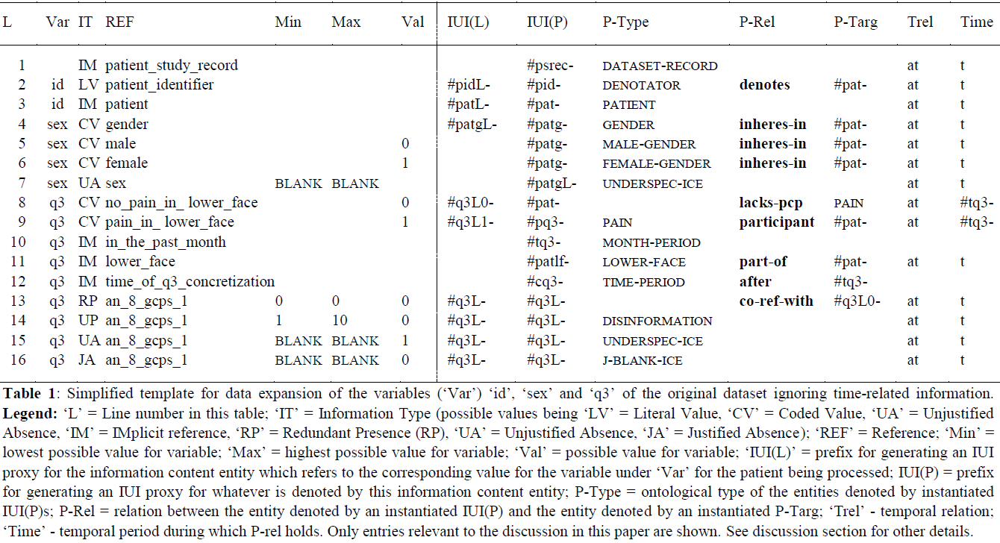 L Var IT REF Min Max Val IUI(L) IUI(P) P-Type P-Rel P-Targ Trel Time
1 IM patient_study_record #psrec- DATASET-RECORD at t
2 id LV patient_identifier #pidL- #pid- DENOTATOR denotes #pat- at t
3 id IM patient #patL- #pat- PATIENT at t
4 sex CV gender #patgL- #patg- GENDER inheres-in #pat- at t
5 sex CV male 0 #patg- MALE-GENDER inheres-in #pat- at t
6 sex CV female 1 #patg- FEMALE-GENDER inheres-in #pat- at t
7 sex UA sex BLANK BLANK #patgL- UNDERSPEC-ICE at t
8 q3 CV no_pain_in_ lower_face 0 #q3L0- #pat- lacks-pcp PAIN at #tq3-
9 q3 CV pain_in_ lower_face 1 #q3L1- #pq3- PAIN participant #pat- at #tq3-
10 q3 IM in_the_past_month #tq3- MONTH-PERIOD
11 q3 IM lower_face #patlf- LOWER-FACE part-of #pat- at t
12 q3 IM time_of_q3_concretization #cq3- TIME-PERIOD after #tq3-
13 q3 RP an_8_gcps_1 0 0 0 #q3L- #q3L- co-ref-with #q3L0- at t
14 q3 UP an_8_gcps_1 1 10 0 #q3L- #q3L- DISINFORMATION at t
15 q3 UA an_8_gcps_1 BLANK BLANK 1 #q3L- #q3L- UNDERSPEC-ICE at t
16 q3 JA an_8_gcps_1 BLANK BLANK 0 #q3L- #q3L- J-BLANK-ICE at t
Table 1: Simplified template for data expansion of the variables (‘Var’) ‘id’, ‘sex’ and ‘q3’ of the original dataset ignoring time-related information.
Legend: ‘L’ = Line number in this table; ‘IT’ = Information Type (possible values being ‘LV’ = Literal Value, ‘CV’ = Coded Value, ‘UA’ = Unjustified
Absence, ‘IM’ = IMplicit reference, ‘RP’ = Redundant Presence (RP), ‘UA’ = Unjustified Absence, ‘JA’ = Justified Absence); ‘REF’ = Reference; ‘Min’ =
lowest possible value for variable; ‘Max’ = highest possible value for variable; ‘Val’ = possible value for variable; ‘IUI(L)’ = prefix for generating an IUI
proxy for the information content entity which refers to the corresponding value for the variable under ‘Var’ for the patient being processed; IUI(P) = prefix
for generating an IUI proxy for whatever is denoted by this information content entity; P-Type = ontological type of the entities denoted by instantiated
IUI(P)s; P-Rel = relation between the entity denoted by an instantiated IUI(P) and the entity denoted by an instantiated P-Targ; ‘Trel’ - temporal relation;
‘Time’ - temporal period during which P-rel holds. Only entries relevant to the discussion in this paper are shown. See discussion section for other details.